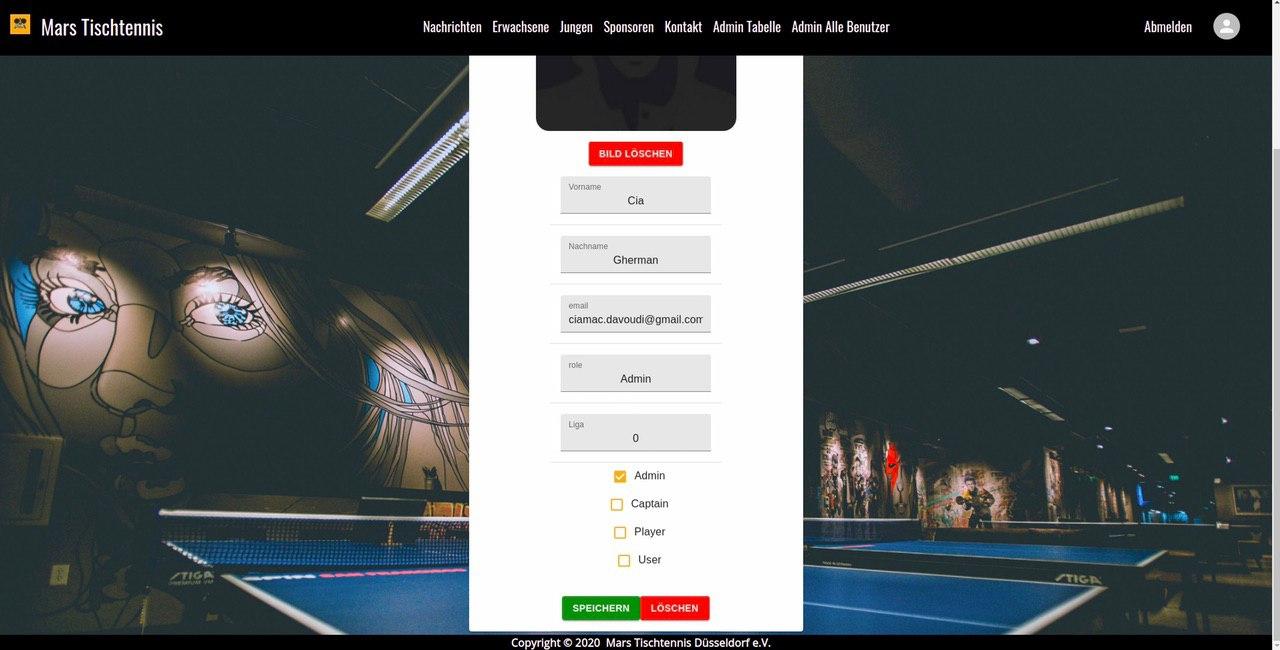 Mars Tischtennis
Nachrichten Erwachsene Jungen Sponsoren Kontakt Admin Tabelle Admin Alle Benutzer
Abmelden
BILD LÖSCHEN
Vorname
Cia
Nachname
Gherman
email
ciamac.davoudi@gmail.com
role
Admin
Liga
0
Admin
Captain
Player
User
SPEICHERN LÖSCHEN
STIGA
STIGA
Copyright © 2020 Mars Tischtennis Düsseldorf e.V.